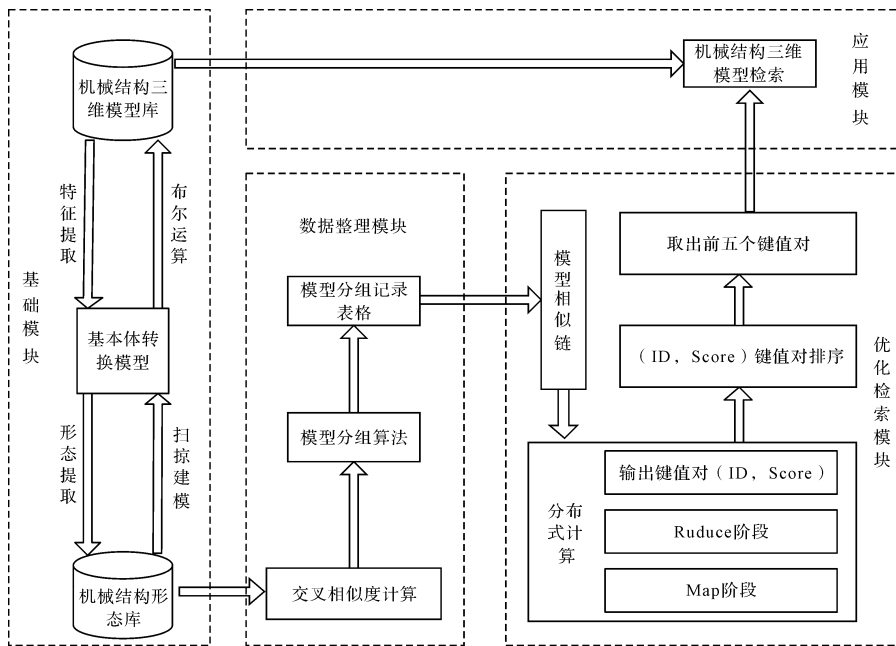 机械结构三
维模型库
特征提取
布尔运算
基础模块
基本体转
换模型
形态提取
扫掠建模
机械结构形
态库
机械结构三维
模型检索
应用模块
数据整理模块
模型分组记录
表格
模型分组算法
交叉相似度计算
模型相似链
取出前五个键值对
（ID，Score）键值对排序
优化检索模块
分布
式计
算
输出键值对（ID，Score）
Ruduce阶段
Map阶段